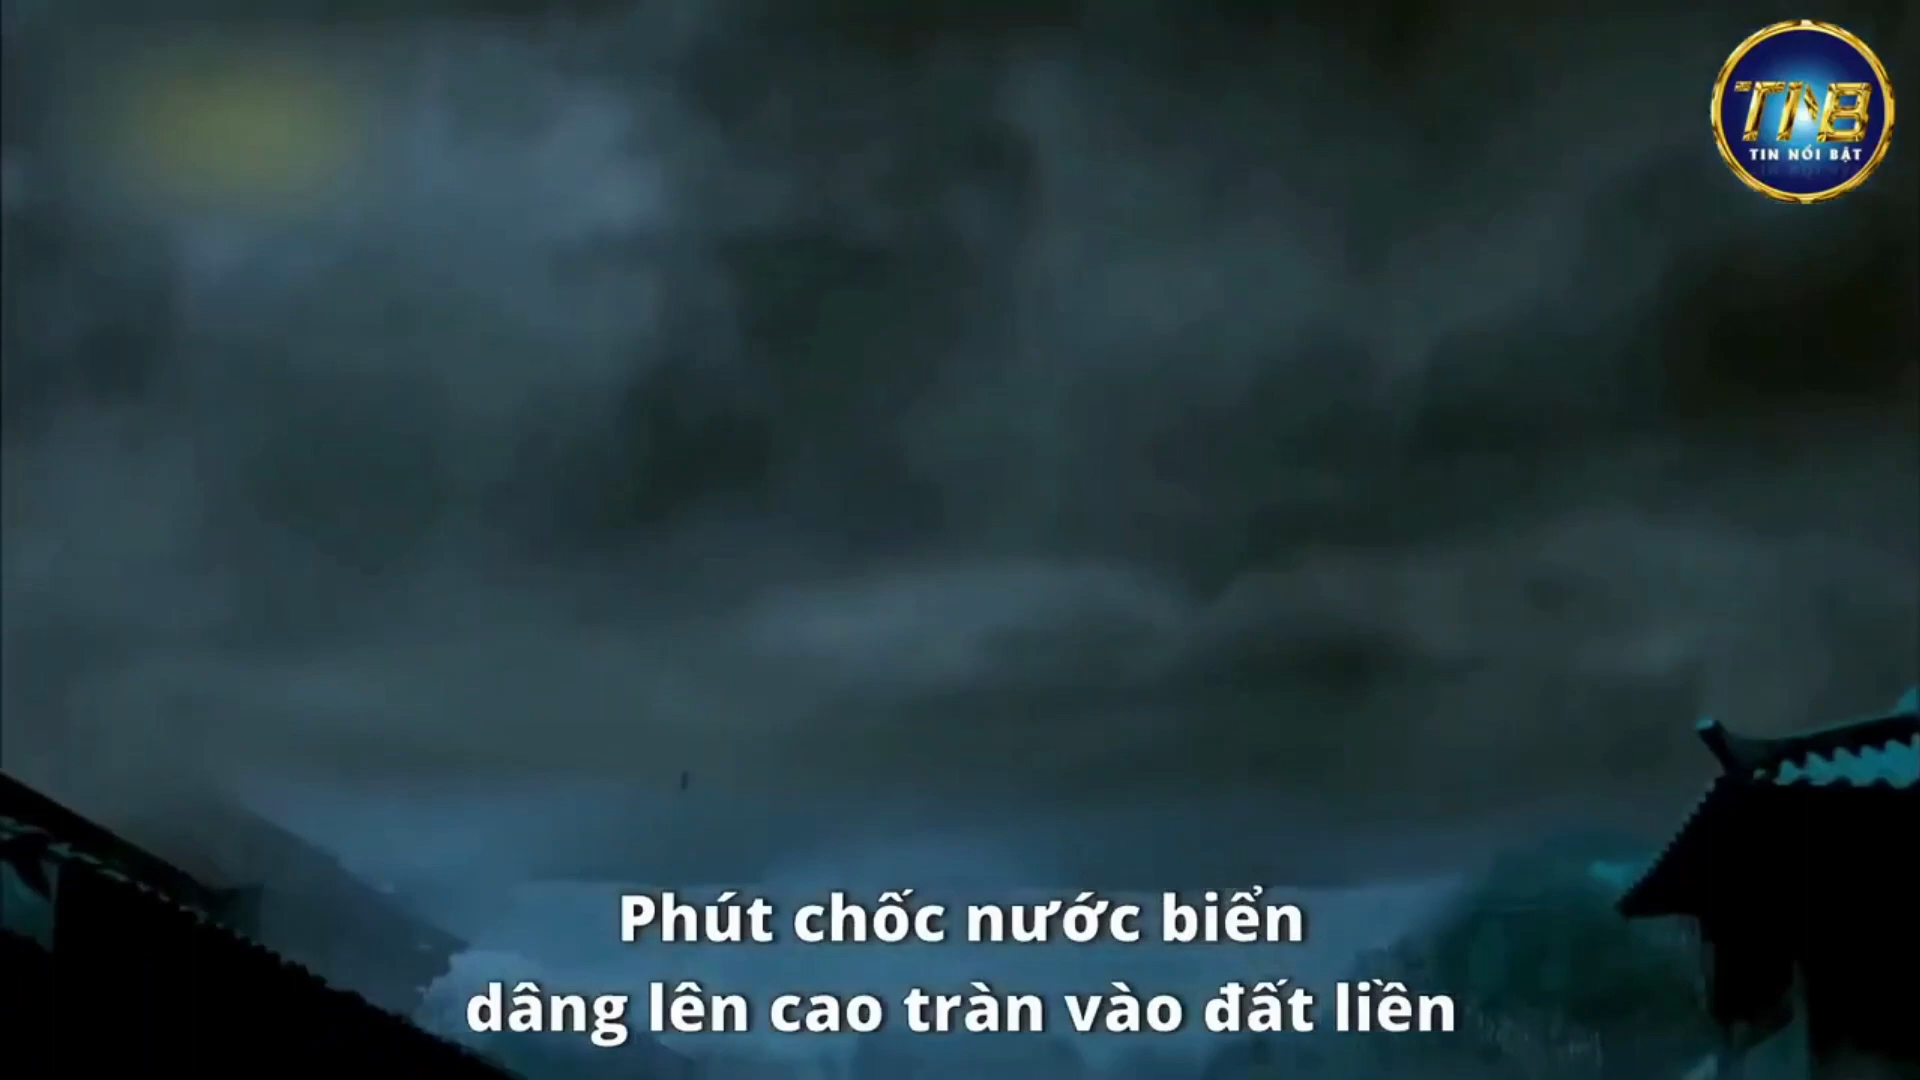 TNB
TIN NỔI BẬT
Phút chốc nước biển
dâng lên cao tràn vào đất liền